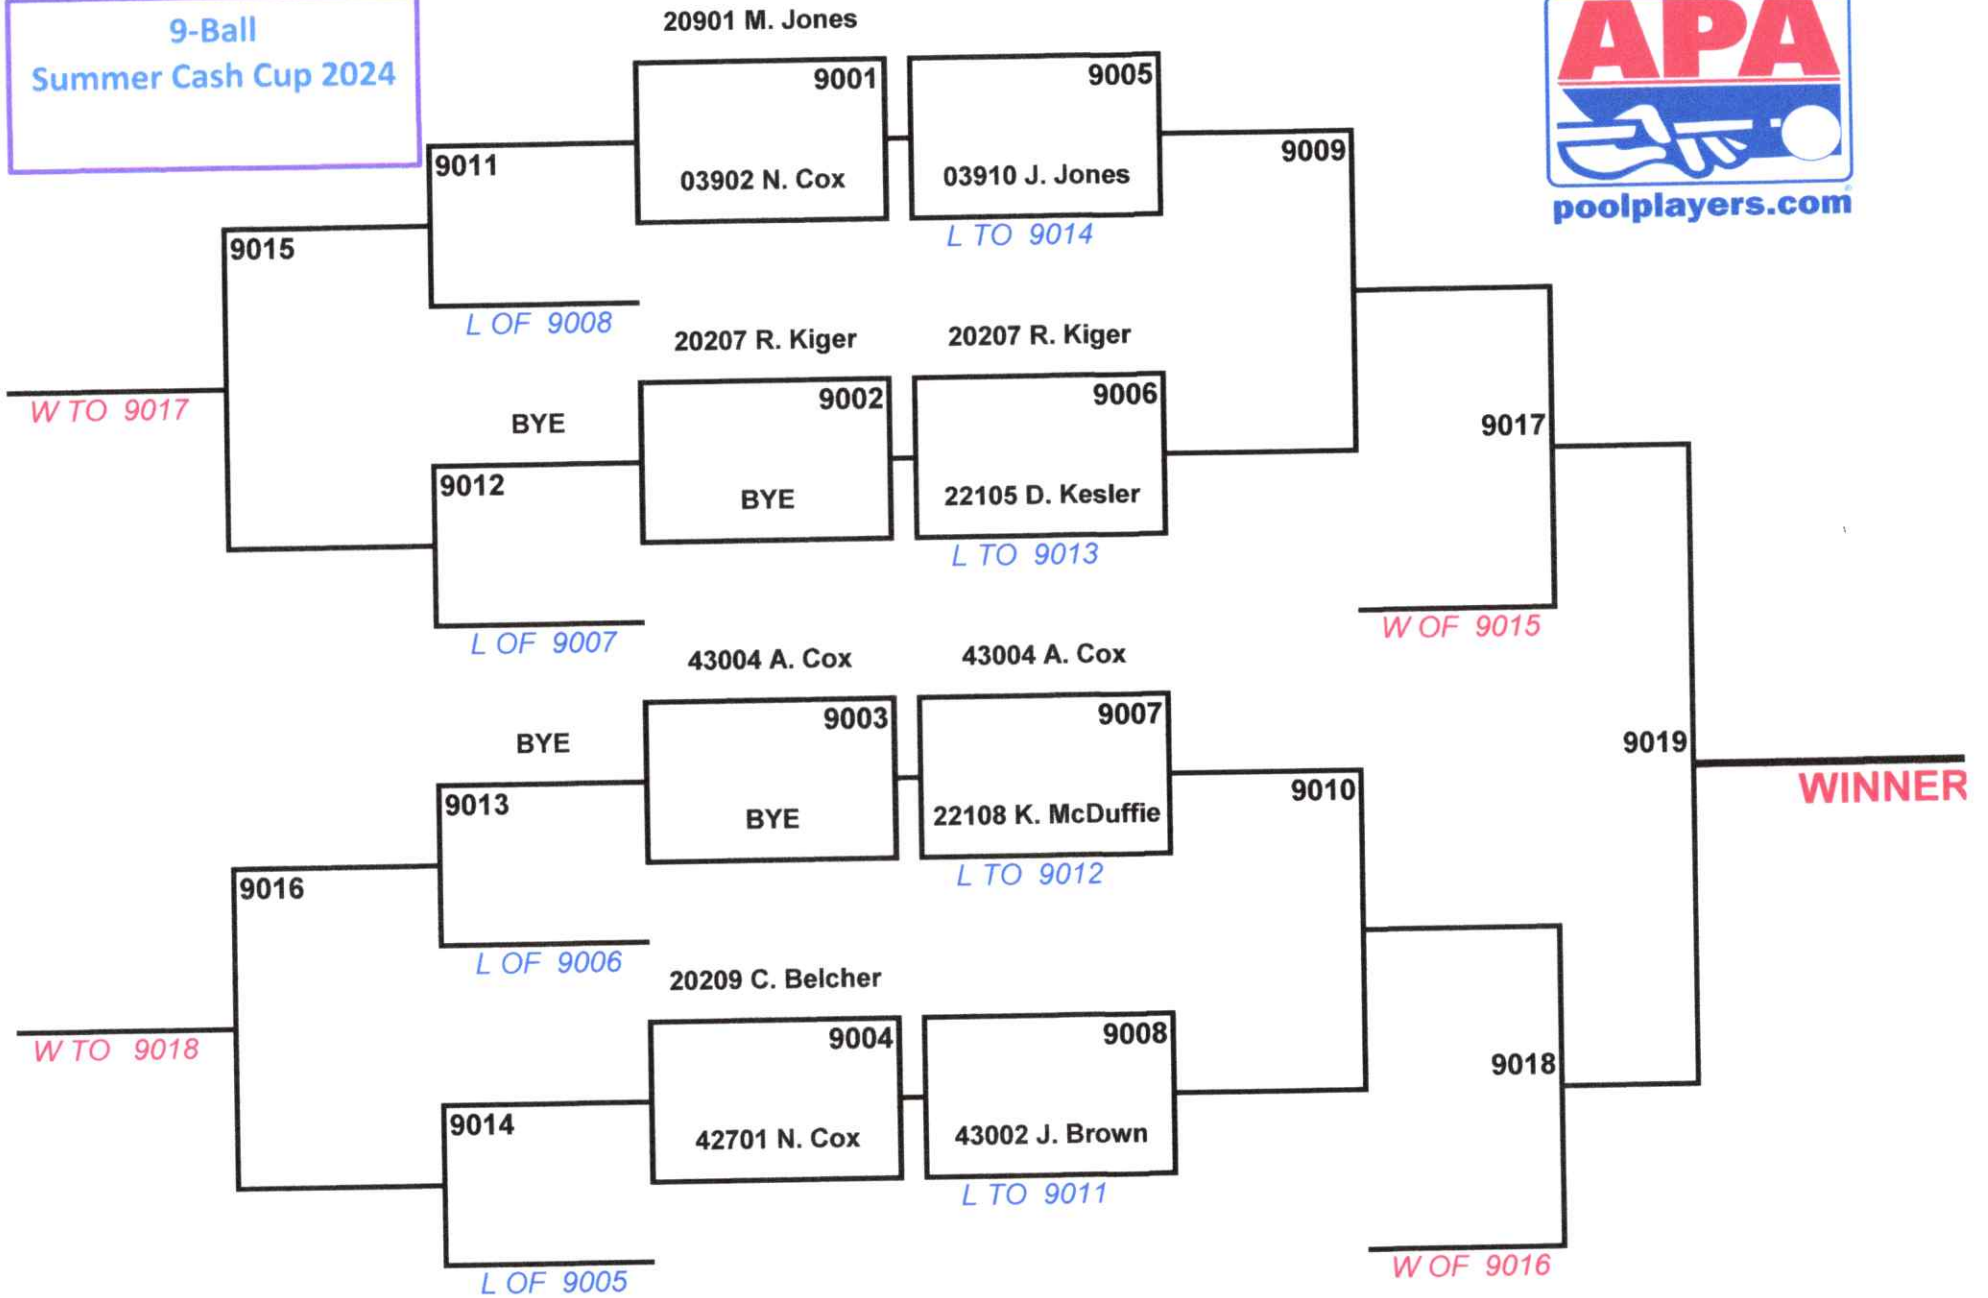 9-Ball
Summer Cash Cup 2024
APA
poolplayers.com
20901 M. Jones
9001
9005
9011
03902 N. Cox
03910 J. Jones
9009
L TO 9014
9015
L OF 9008
20207 R. Kiger
20207 R. Kiger
W TO 9017
BYE
9002
9006
9017
9012
BYE
22105 D. Kesler
L TO 9013
L OF 9007
W OF 9015
43004 A. Cox
43004 A. Cox
BYE
9003
9007
9019
WINNER
9013
BYE
22108 K. McDuffie
9010
9016
L TO 9012
L OF 9006
20209 C. Belcher
W TO 9018
9004
9008
9018
9014
42701 N. Cox
43002 J. Brown
L TO 9011
L OF 9005
W OF 9016